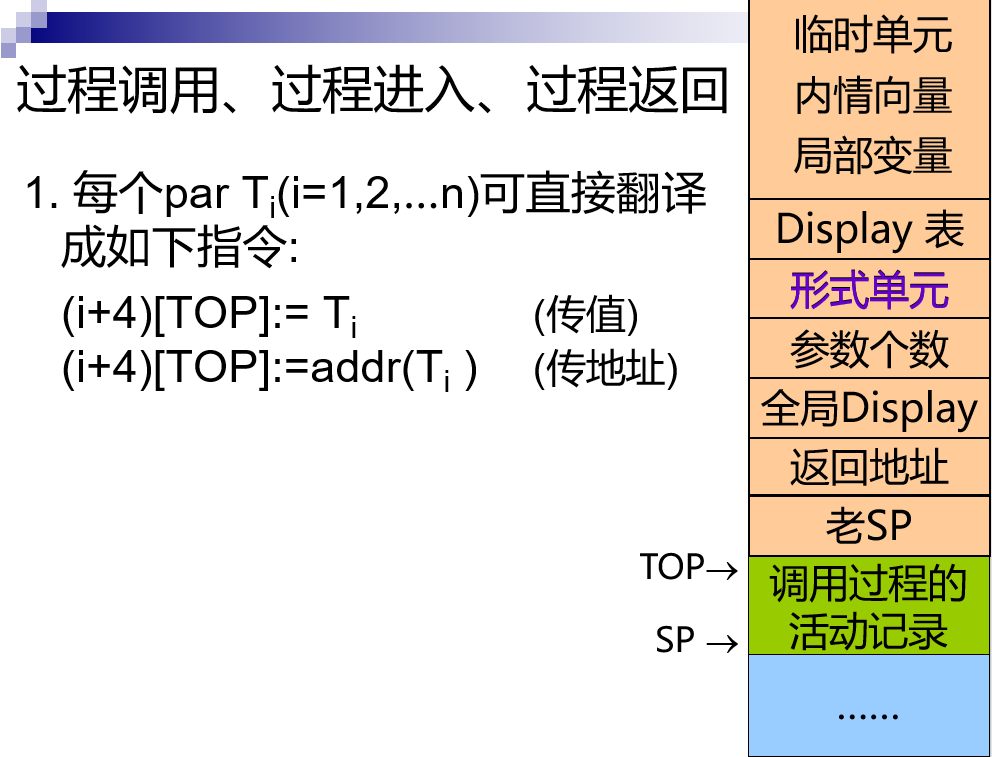 过程调用、过程进入、过程返回
1. 每个par Ti(i=1,2,...n)可直接翻译
成如下指令:
(i+4)[TOP]:= Ti (传值)
(i+4)[TOP]:=addr(Ti ) (传地址)
临时单元
内情向量
局部变量
Display 表
形式单元
参数个数
全局Display
返回地址
老SP
TOP→
调用过程的
活动记录
SP →
……